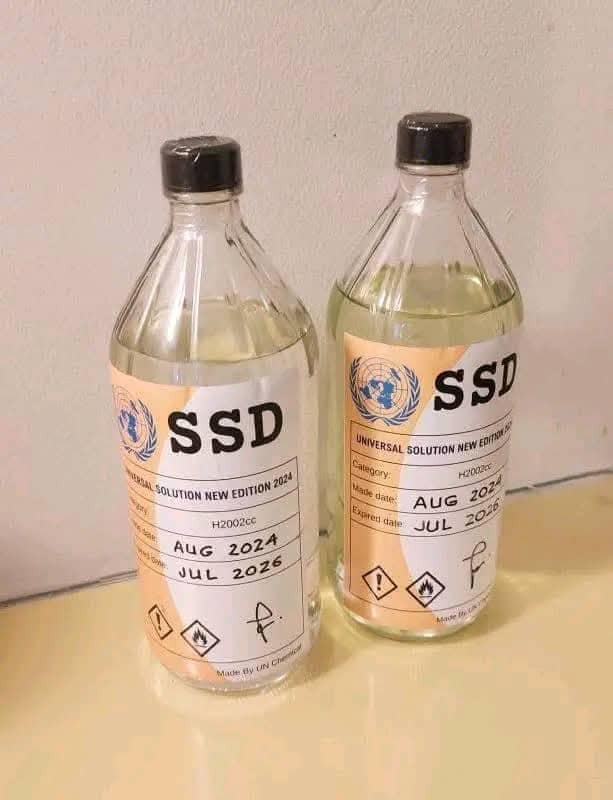 SSD
UNIVERSAL SOLUTION NEW EDITION 2024
H2002cc
AUG 2024
date:
JUL 2026
Made By UN Chemical
SSD
UNIVERSAL SOLUTION NEW EDITION
Category:
H2002cc
Made date:
AUG 2024
Expired date:
JUL 2026
Made By UN